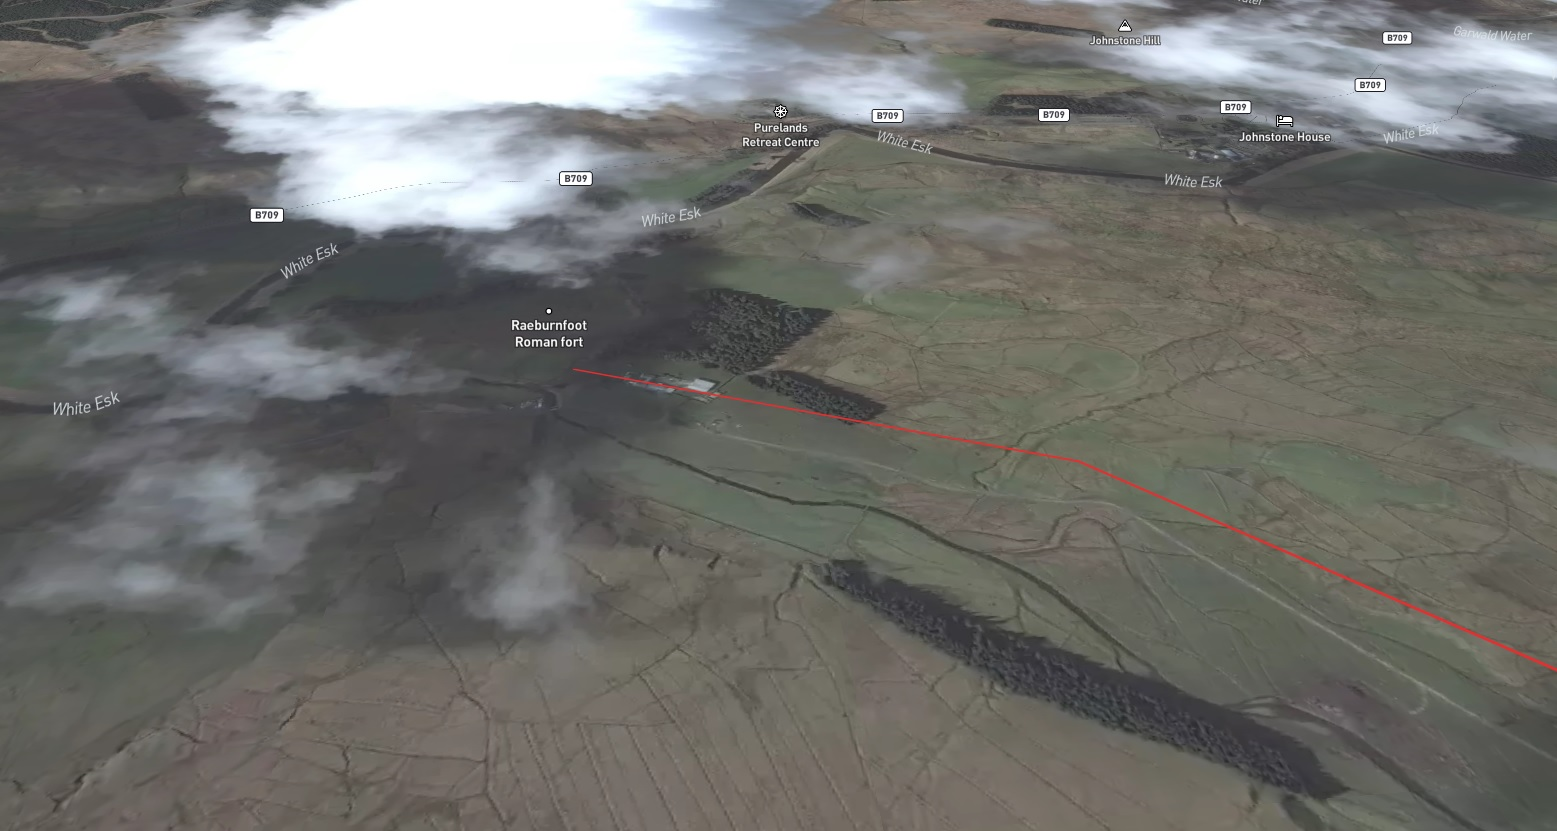 ater
Johnstone Hill
B709
Garwald Water
B709
B709
B709
B709
Purelands
Retreat Centre
White Esk
Johnstone House
White Esk
B709
White Esk
B709
White Esk
White Esk
Raeburnfoot
Roman fort
White Esk